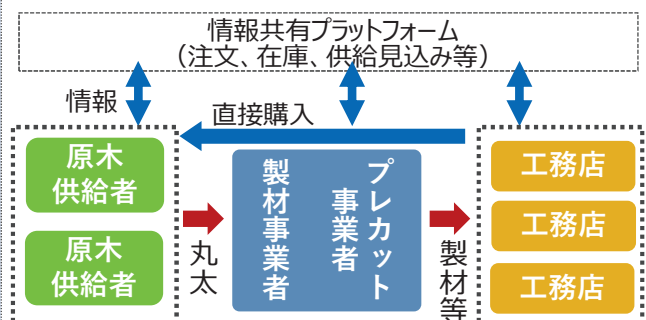 情報共有プラットフォーム
（注文、在庫、供給見込み等）
情報
直接購入
原木
供給者
原木
供給者
丸太
製材事業者
プレカット
事業者
製材等
工務店
工務店
工務店